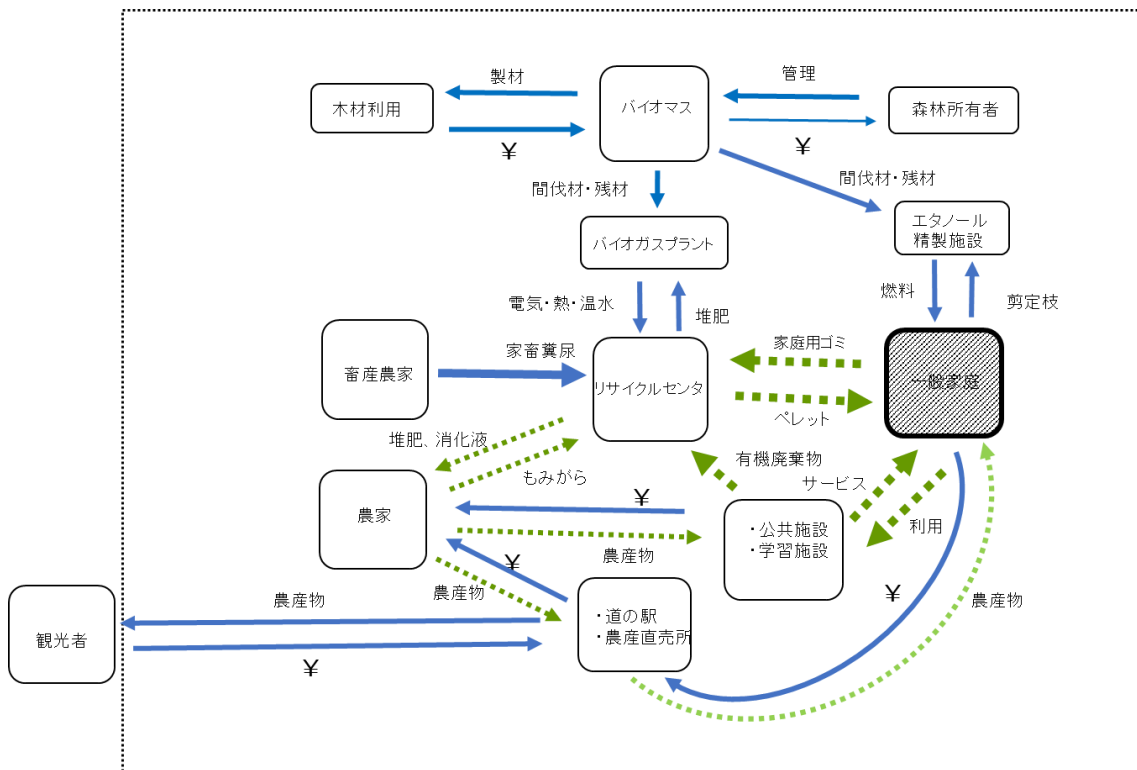 製材
管理
木材利用
バイオマス
森林所有者
¥
¥
間伐材・残材
間伐材・残材
バイオガスプラント
エタノール
精製施設
電気・熱・温水
堆肥
燃料
剪定枝
家畜糞尿
家庭用ゴミ
畜産農家
リサイクルセンタ
一般家庭
ペレット
堆肥、消化液
もみがら
有機廃棄物
サービス
¥
農家
・公共施設
・学習施設
利用
農産物
¥
農産物
¥
農産物
農産物
観光者
・道の駅
・農産直売所
¥